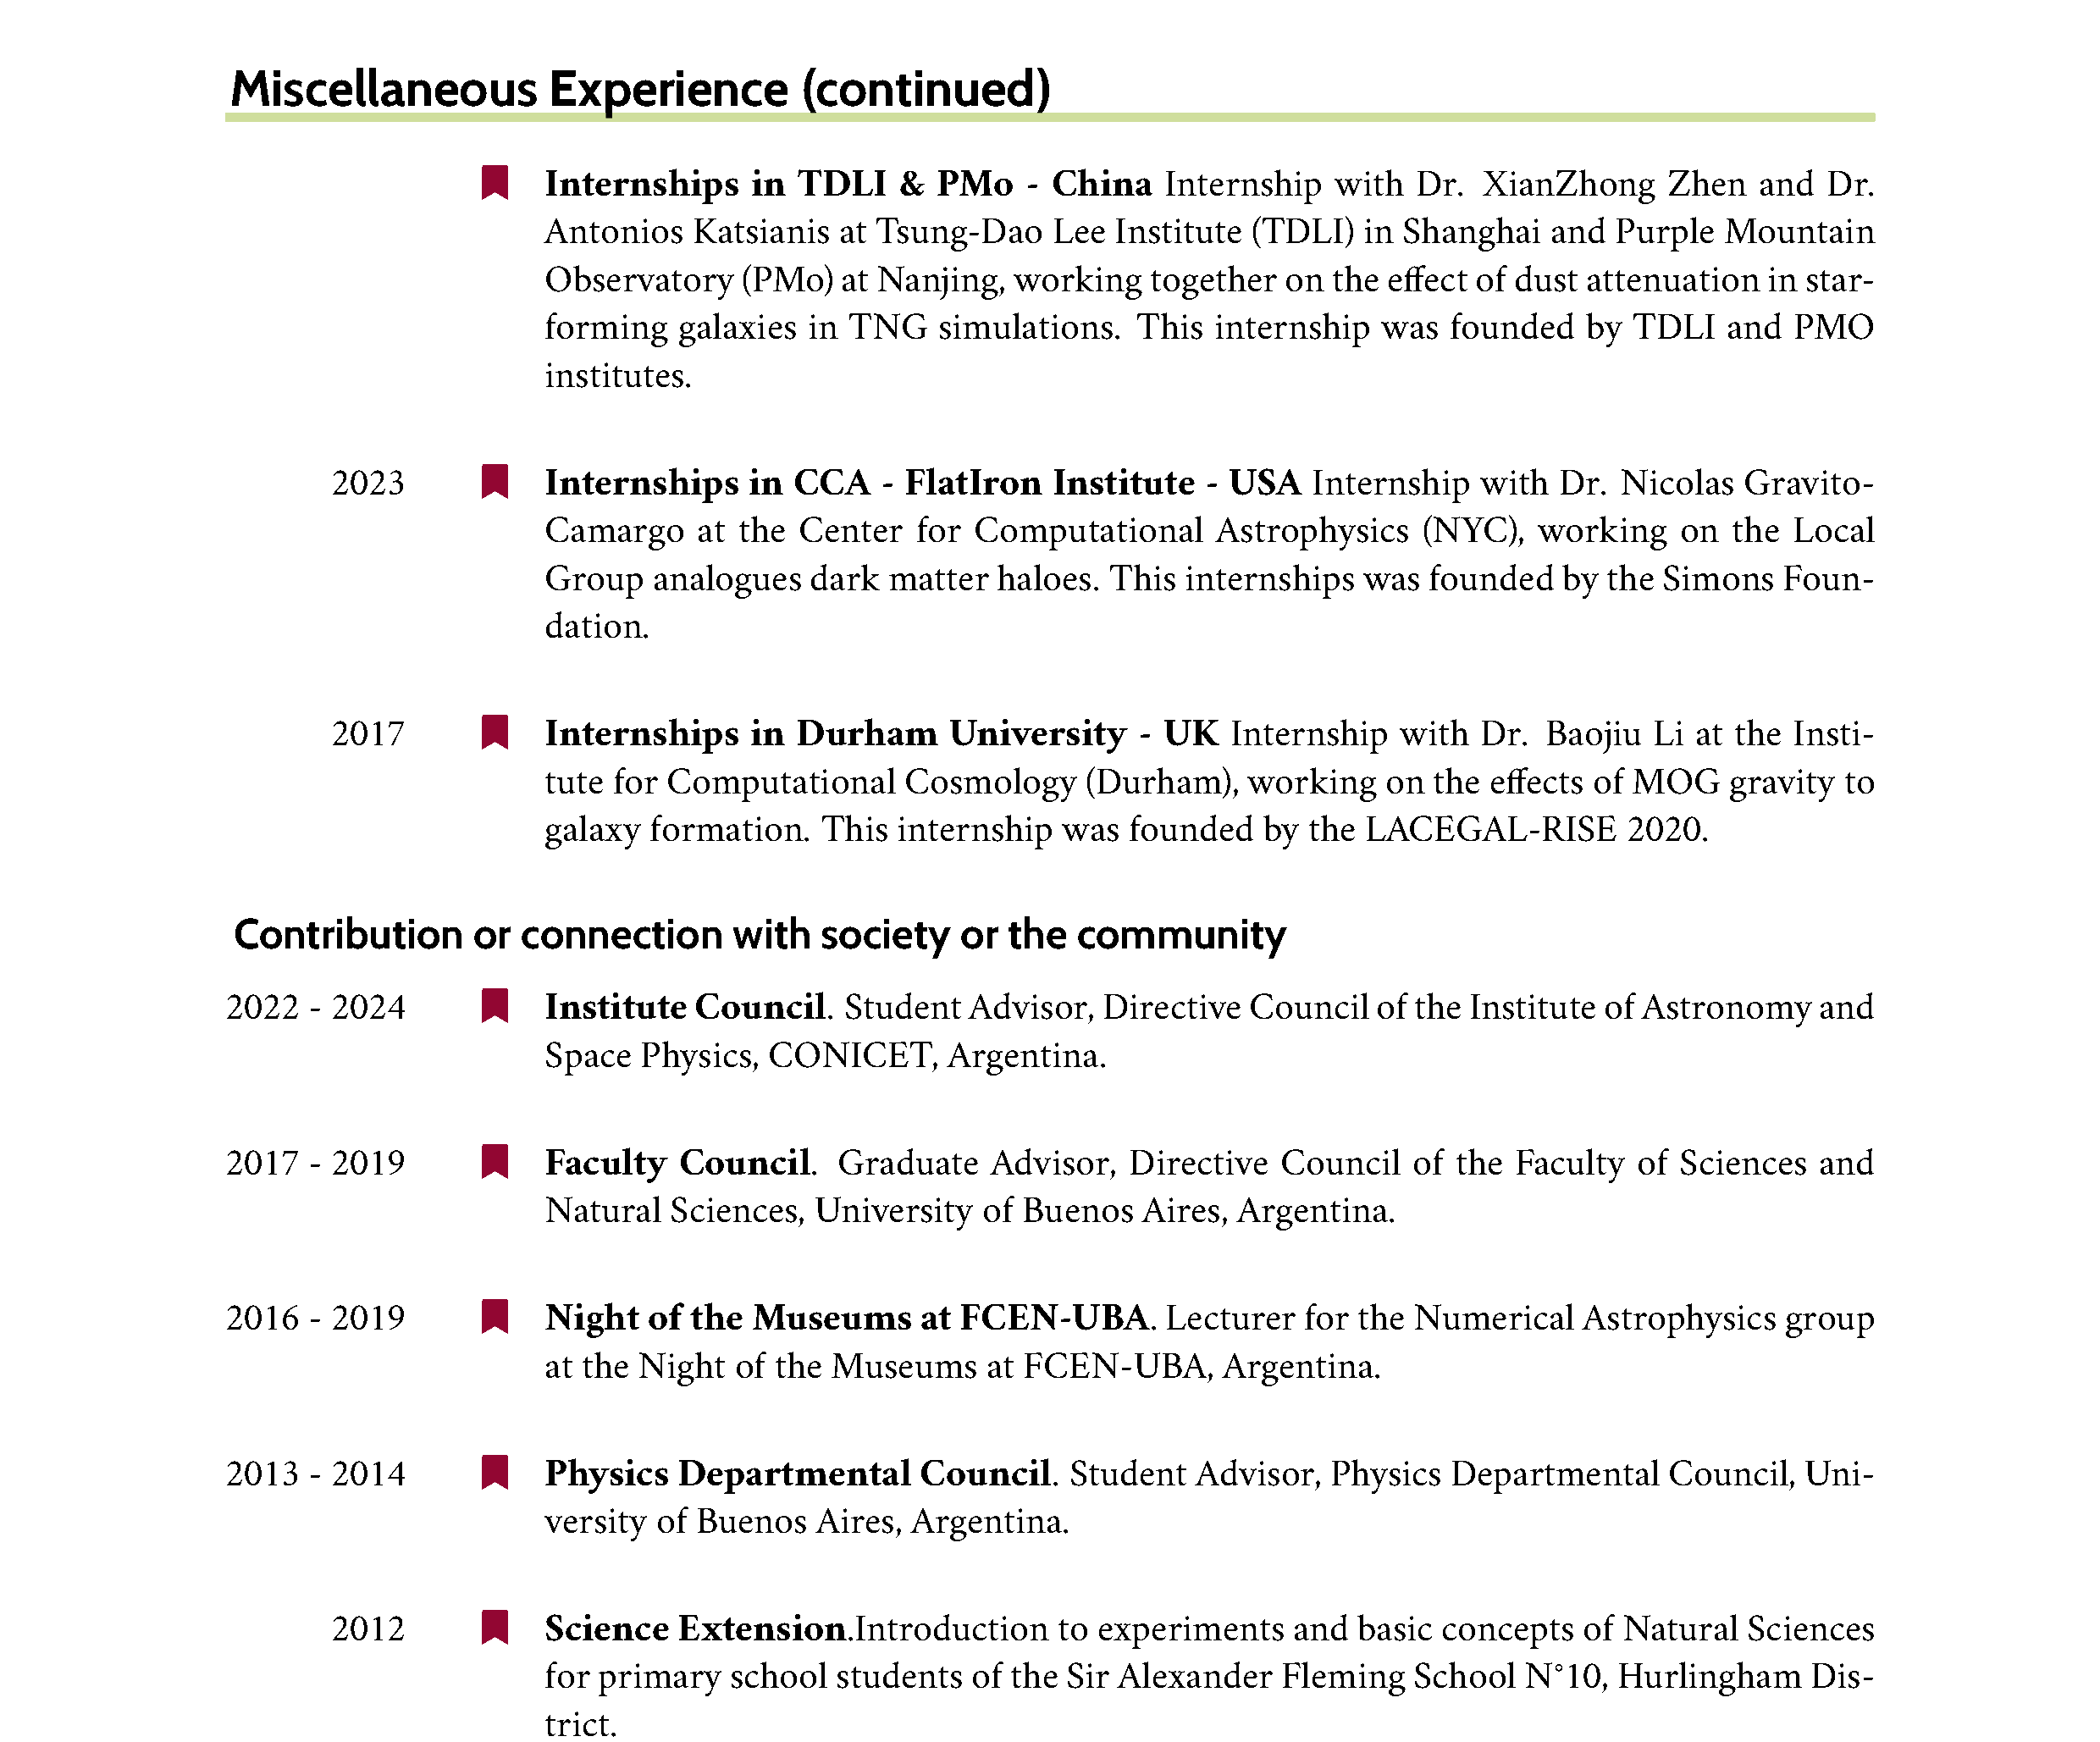 Miscellaneous Experience (continued)
Internships in TDLI & PMo - China Internship with Dr. XianZhong Zhen and Dr.
Antonios Katsianis at Tsung-Dao Lee Institute (TDLI) in Shanghai and Purple Mountain
Observatory (PMo) at Nanjing, working together on the effect of dust attenuation in star-
forming galaxies in TNG simulations. This internship was founded by TDLI and PMO
institutes.
2023 Internships in CCA - FlatIron Institute - USA Internship with Dr. Nicolas Gravito-
Camargo at the Center for Computational Astrophysics (NYC), working on the Local
Group analogues dark matter haloes. This internships was founded by the Simons Foun-
dation.
2017 Internships in Durham University - UK Internship with Dr. Baojiu Li at the Insti-
tute for Computational Cosmology (Durham), working on the effects of MOG gravity to
galaxy formation. This internship was founded by the LACEGAL-RISE 2020.
Contribution or connection with society or the community
2022 - 2024 Institute Council. Student Advisor, Directive Council of the Institute of Astronomy and
Space Physics, CONICET, Argentina.
2017 - 2019 Faculty Council. Graduate Advisor, Directive Council of the Faculty of Sciences and
Natural Sciences, University of Buenos Aires, Argentina.
2016 - 2019 Night of the Museums at FCEN-UBA. Lecturer for the Numerical Astrophysics group
at the Night of the Museums at FCEN-UBA, Argentina.
2013 - 2014 Physics Departmental Council. Student Advisor, Physics Departmental Council, Uni-
versity of Buenos Aires, Argentina.
2012 Science Extension.Introduction to experiments and basic concepts of Natural Sciences
for primary school students of the Sir Alexander Fleming School N°10, Hurlingham Dis-
trict.